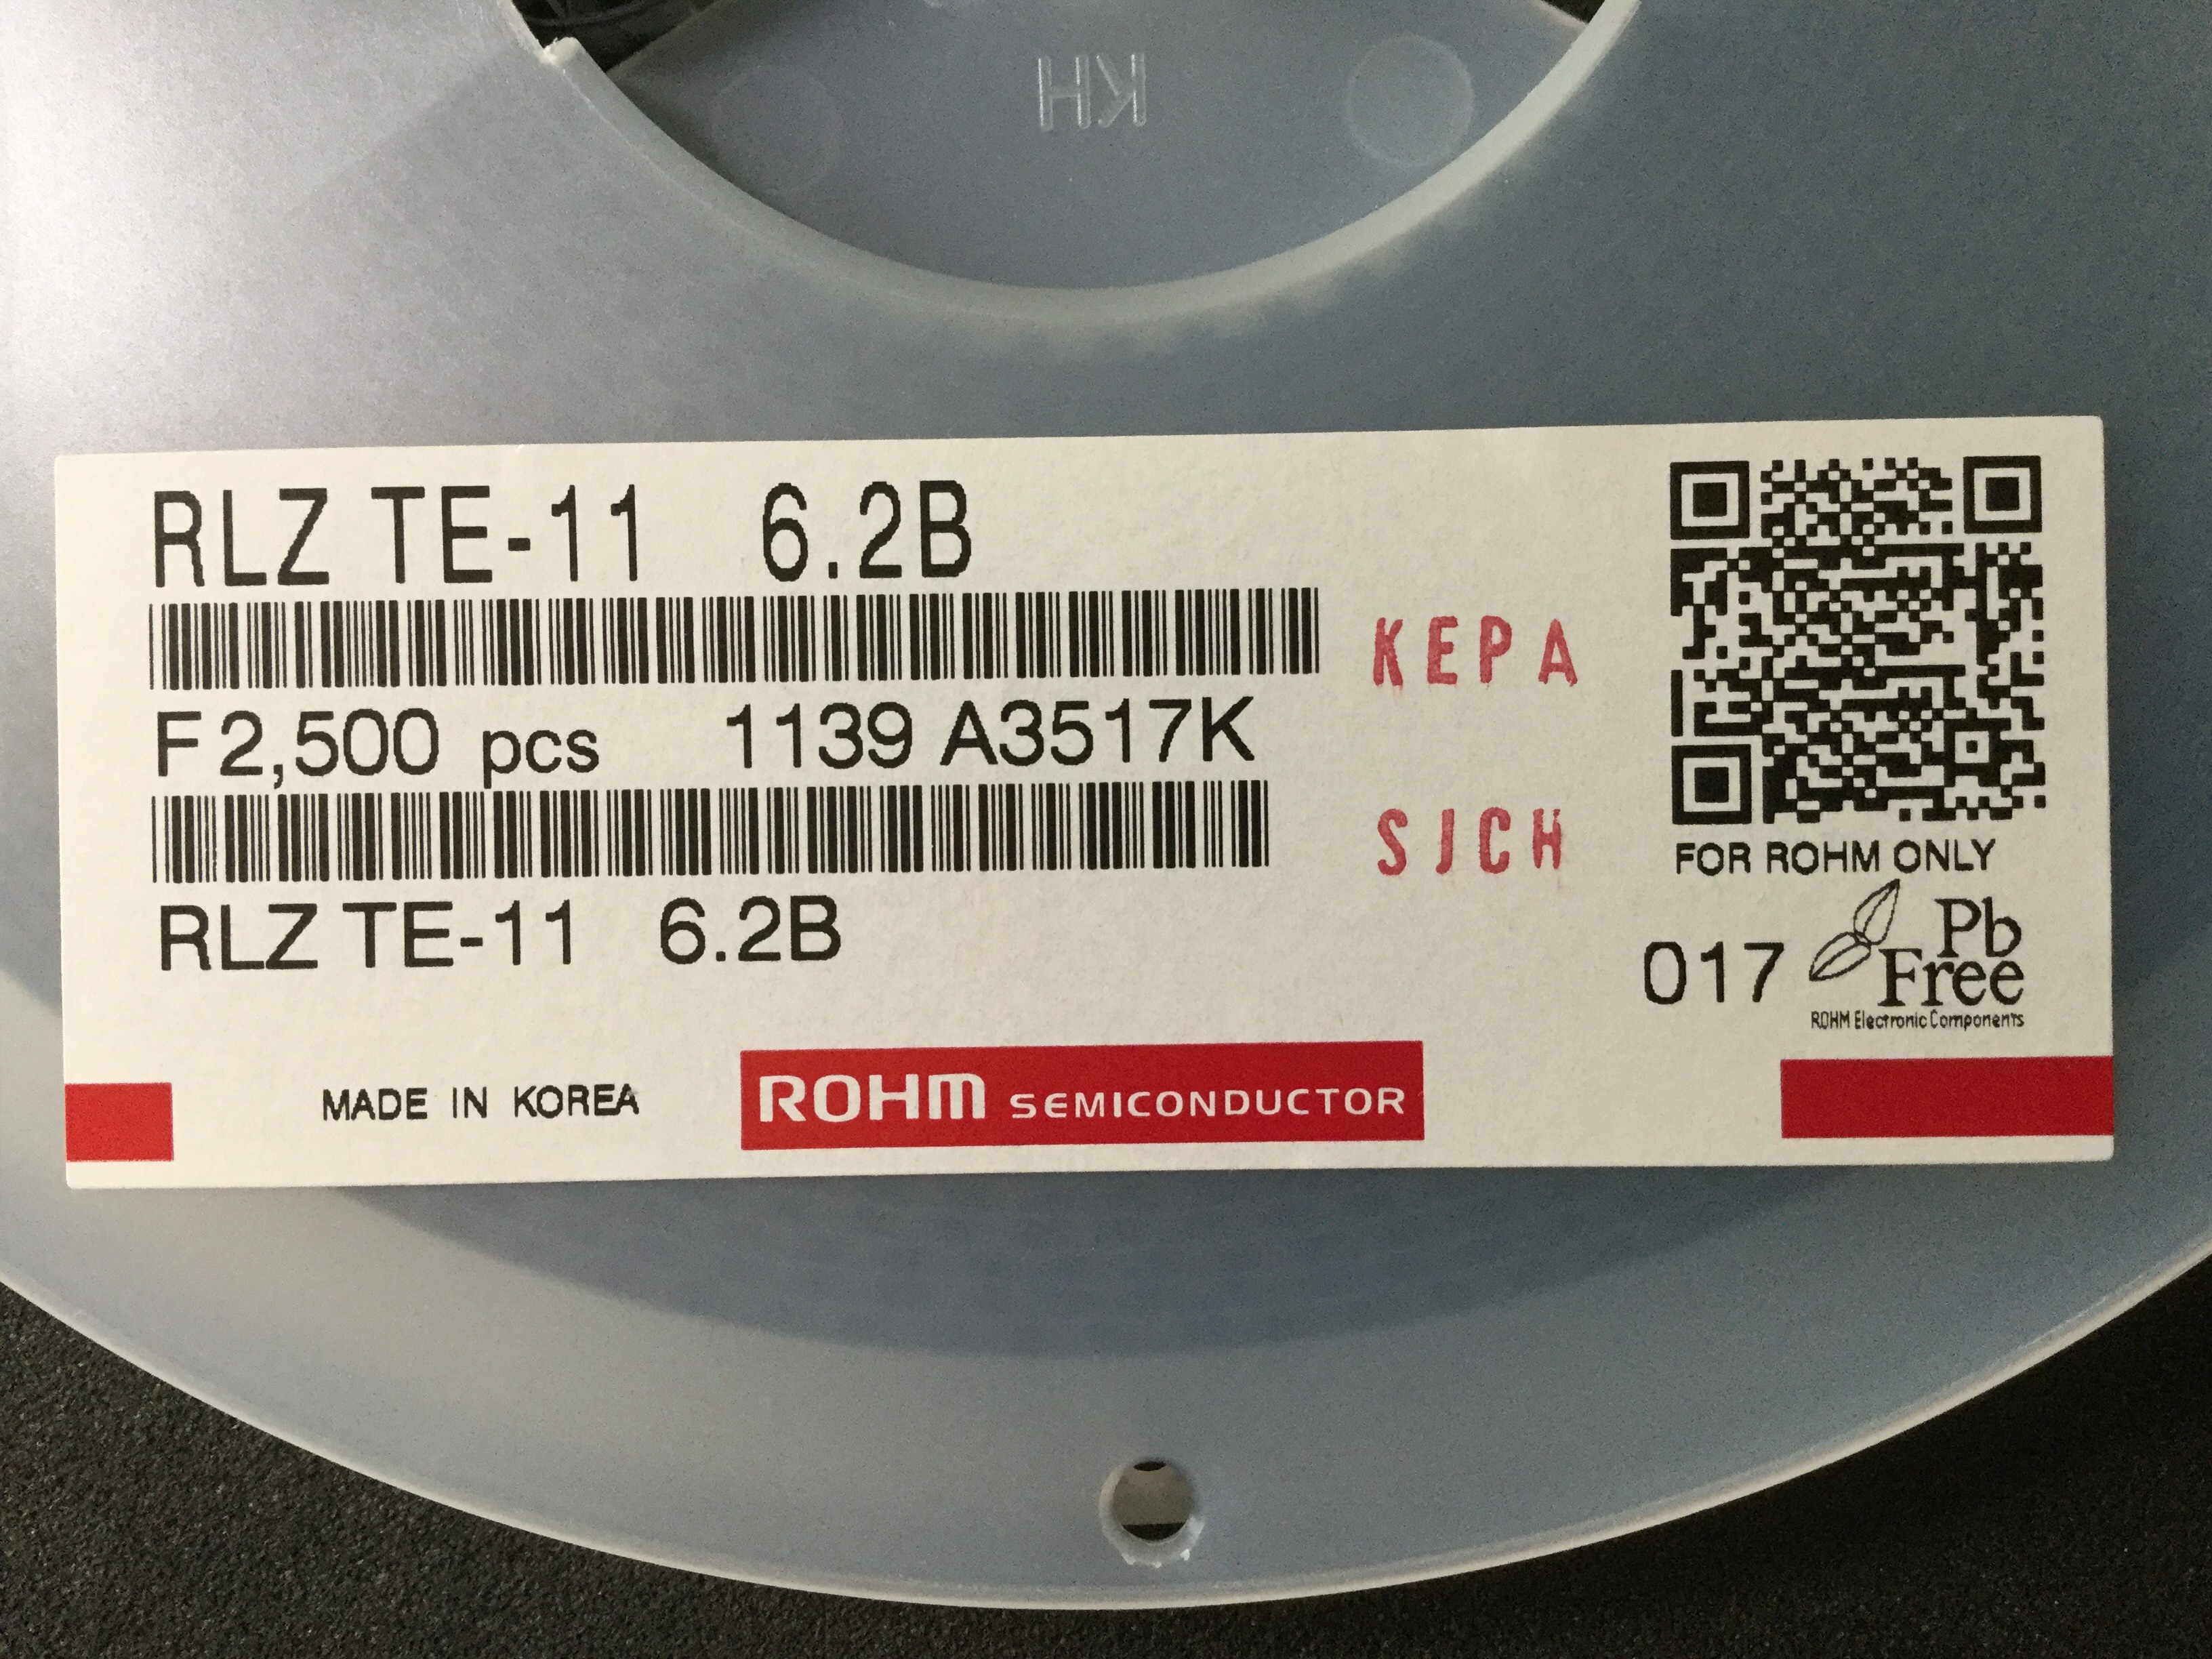 KH
RLZ TE-11 6.2B
KEPA
F 2,500 pcs 1139 A3517K
SJCH
FOR ROHM ONLY
RLZ TE-11 6.2B
017
Pb
Free
ROHM Electronic Components
MADE IN KOREA
ROHM SEMICONDUCTOR